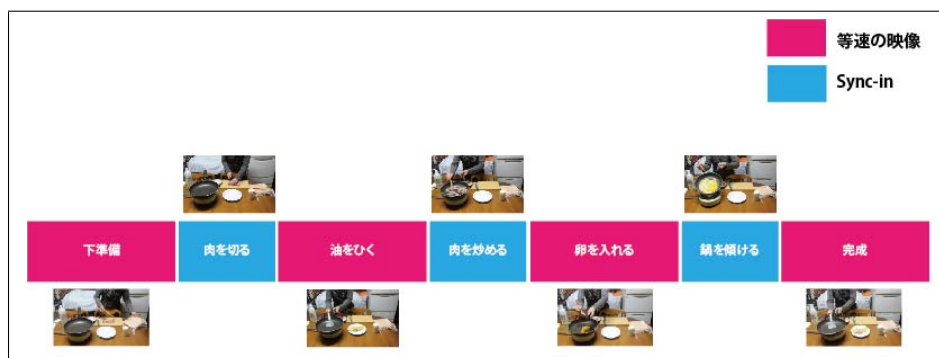 等速の映像
Sync-in
下準備
肉を切る
油をひく
肉を炒める
卵を入れる
鍋を傾ける
完成